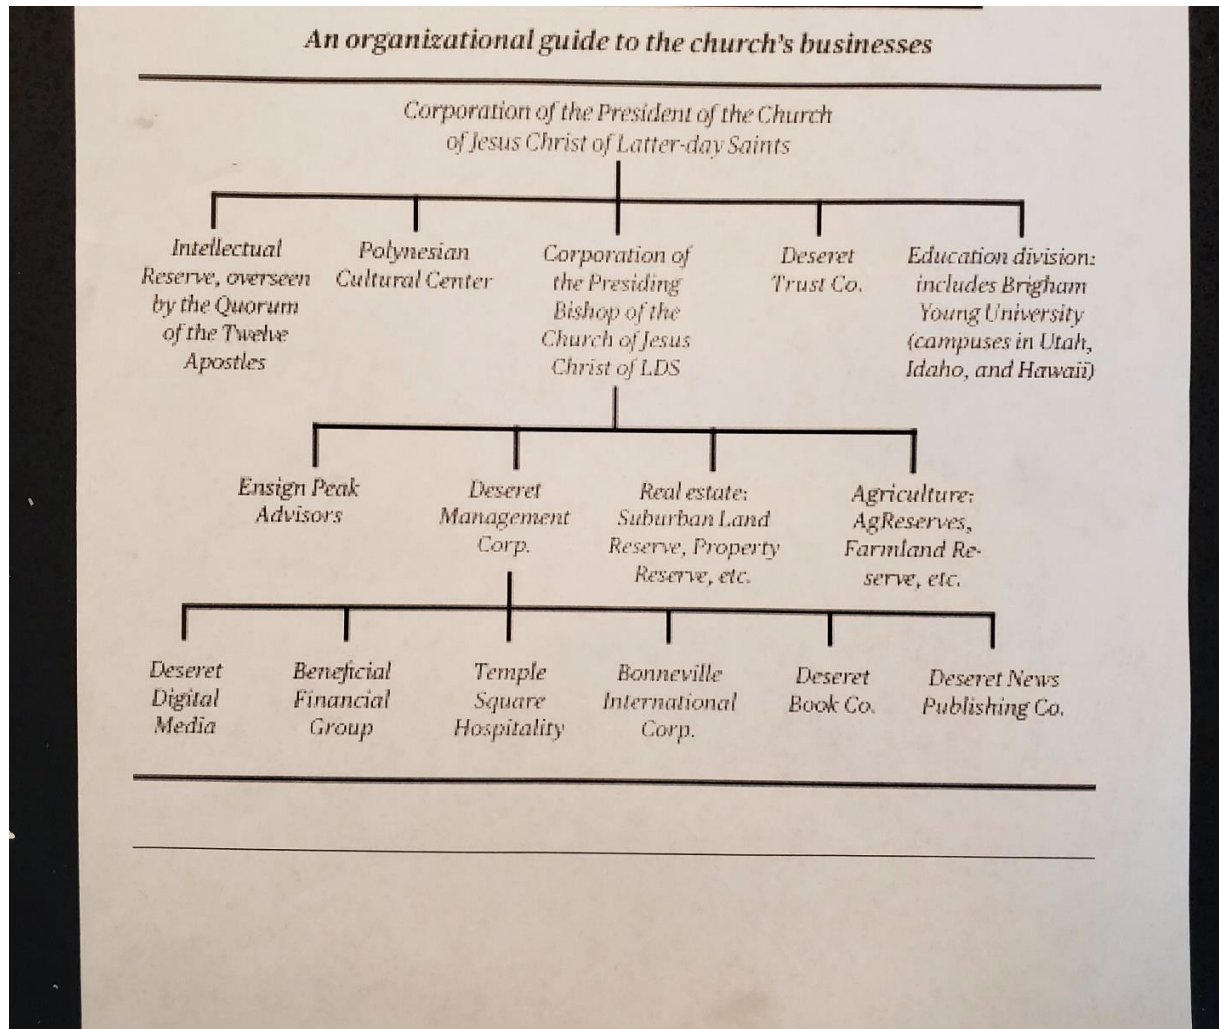 An organizational guide to the church's businesses
Corporation of the President of the Church
of Jesus Christ of Latter-day Saints
Intellectual
Reserve, overseen
by the Quorum
of the Twelve
Apostles
Polynesian
Cultural Center
Corporation of
the Presiding
Bishop of the
Church of Jesus
Christ of LDS
Deseret
Trust Co.
Education division:
includes Brigham
Young University
(campuses in Utah,
Idaho, and Hawaii)
Ensign Peak
Advisors
Deseret
Management
Corp.
Real estate:
Suburban Land
Reserve, Property
Reserve, etc.
Agriculture:
AgReserves,
Farmland Re-
serve, etc.
Deseret
Digital
Media
Beneficial
Financial
Group
Temple
Square
Hospitality
Bonneville
International
Corp.
Deseret
Book Co.
Deseret News
Publishing Co.